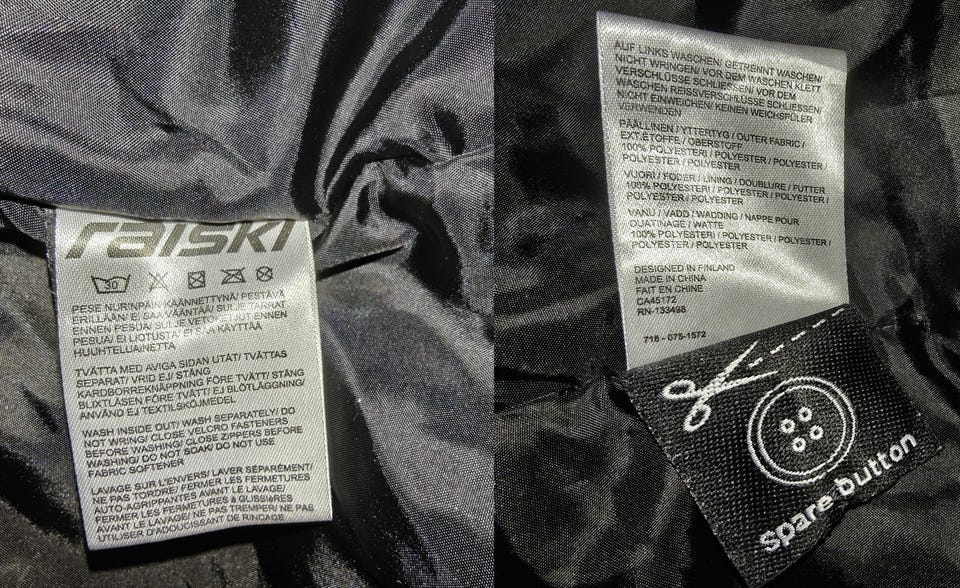 raiski
30
PESE NURINPÄIN KÄÄNNETTYNÄ/ PESTÄVÄ
ERILLÄÄN/ EI SAA VÄÄNTÄÄ/ SULJE TARRAT
ENNEN PESUA/ SULJE VETOKETJUT ENNEN
PESUA/ EI LIOTUSTA/ EI SAA KÄYTTÄÄ
HUUHTELUAINETTA
TVÄTTA MED AVIGA SIDAN UTÅT/ TVÄTTAS
SEPARAT/ VRID EJ/ STÄNG
KARDBORREKNÄPPNING FÖRE TVÄTT/ STÄNG
BLIXTLÅSEN FÖRE TVÄTT/ EJ BLÖTLÄGGNING/
ANVÄND EJ TEXTILSKÖJMEDEL
WASH INSIDE OUT/ WASH SEPARATELY/ DO
NOT WRING/ CLOSE VELCRO FASTENERS
BEFORE WASHING/ CLOSE ZIPPERS BEFORE
WASHING/ DO NOT SOAK/ DO NOT USE
FABRIC SOFTENER
LAVAGE SUR L'ENVERS/ LAVER SÉPARÉMENT/
NE PAS TORDRE/ FERMER LES FERMETURES
AUTO-AGRIPPANTES AVANT LE LAVAGE/
FERMER LES FERMETURES à GLISSIèRES
AVANT LE LAVAGE/ NE PAS TREMPER/ NE PAS
UTILISER D'ADOUCISSANT DE RINCAGE
AUF LINKS WASCHEN/ GETRENNT WASCHEN/
NICHT WRINGEN/ VOR DEM WASCHEN KLETT
VERSCHLÜSSE SCHLIESSEN/ VOR DEM
WASCHEN REISSVERSCHLÜSSE SCHLIESSEN/
NICHT EINWEICHEN/ KEINEN WEICHSPÜLER
VERWENDEN
PÄÄLLINEN / YTTERTYG / OUTER FABRIC /
EXT.ÉTOFFE / OBERSTOFF
100% POLYESTERI / POLYESTER / POLYESTER /
POLYESTER / POLYESTER
VUORI / FODER / LINING / DOUBLURE / FUTTER
100% POLYESTERI / POLYESTER / POLYESTER /
POLYESTER / POLYESTER
VANU / VADD / WADDING / NAPPE POUR
OUATINAGE / WATTE
100% POLYESTERI / POLYESTER / POLYESTER /
POLYESTER / POLYESTER
DESIGNED IN FINLAND
MADE IN CHINA
FAIT EN CHINE
CA45172
RN-133498
716 - 075-1572
spare button